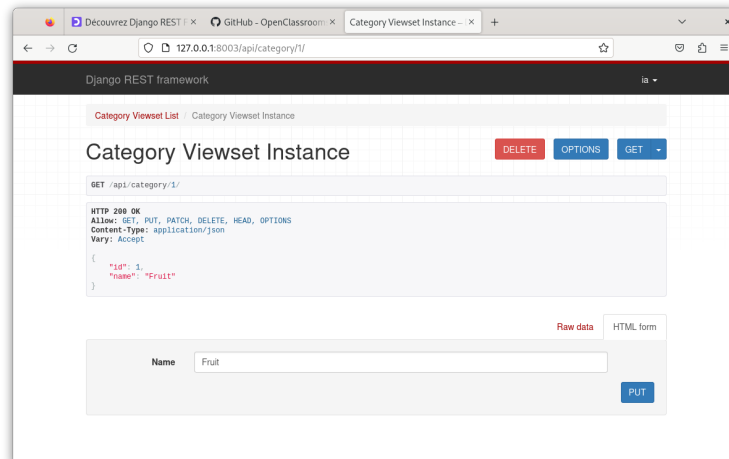 Découvrez Django REST F
GitHub - OpenClassroom
Category Viewset Instance –
127.0.0.1:8003/api/category/1/
Django REST framework
ia
Category Viewset List / Category Viewset Instance
Category Viewset Instance
DELETE
OPTIONS
GET
GET /api/category/1/
HTTP 200 OK
Allow: GET, PUT, PATCH, DELETE, HEAD, OPTIONS
Content-Type: application/json
Vary: Accept
{
"id": 1,
"name": "Fruit"
}
Raw data
HTML form
Name
Fruit
PUT